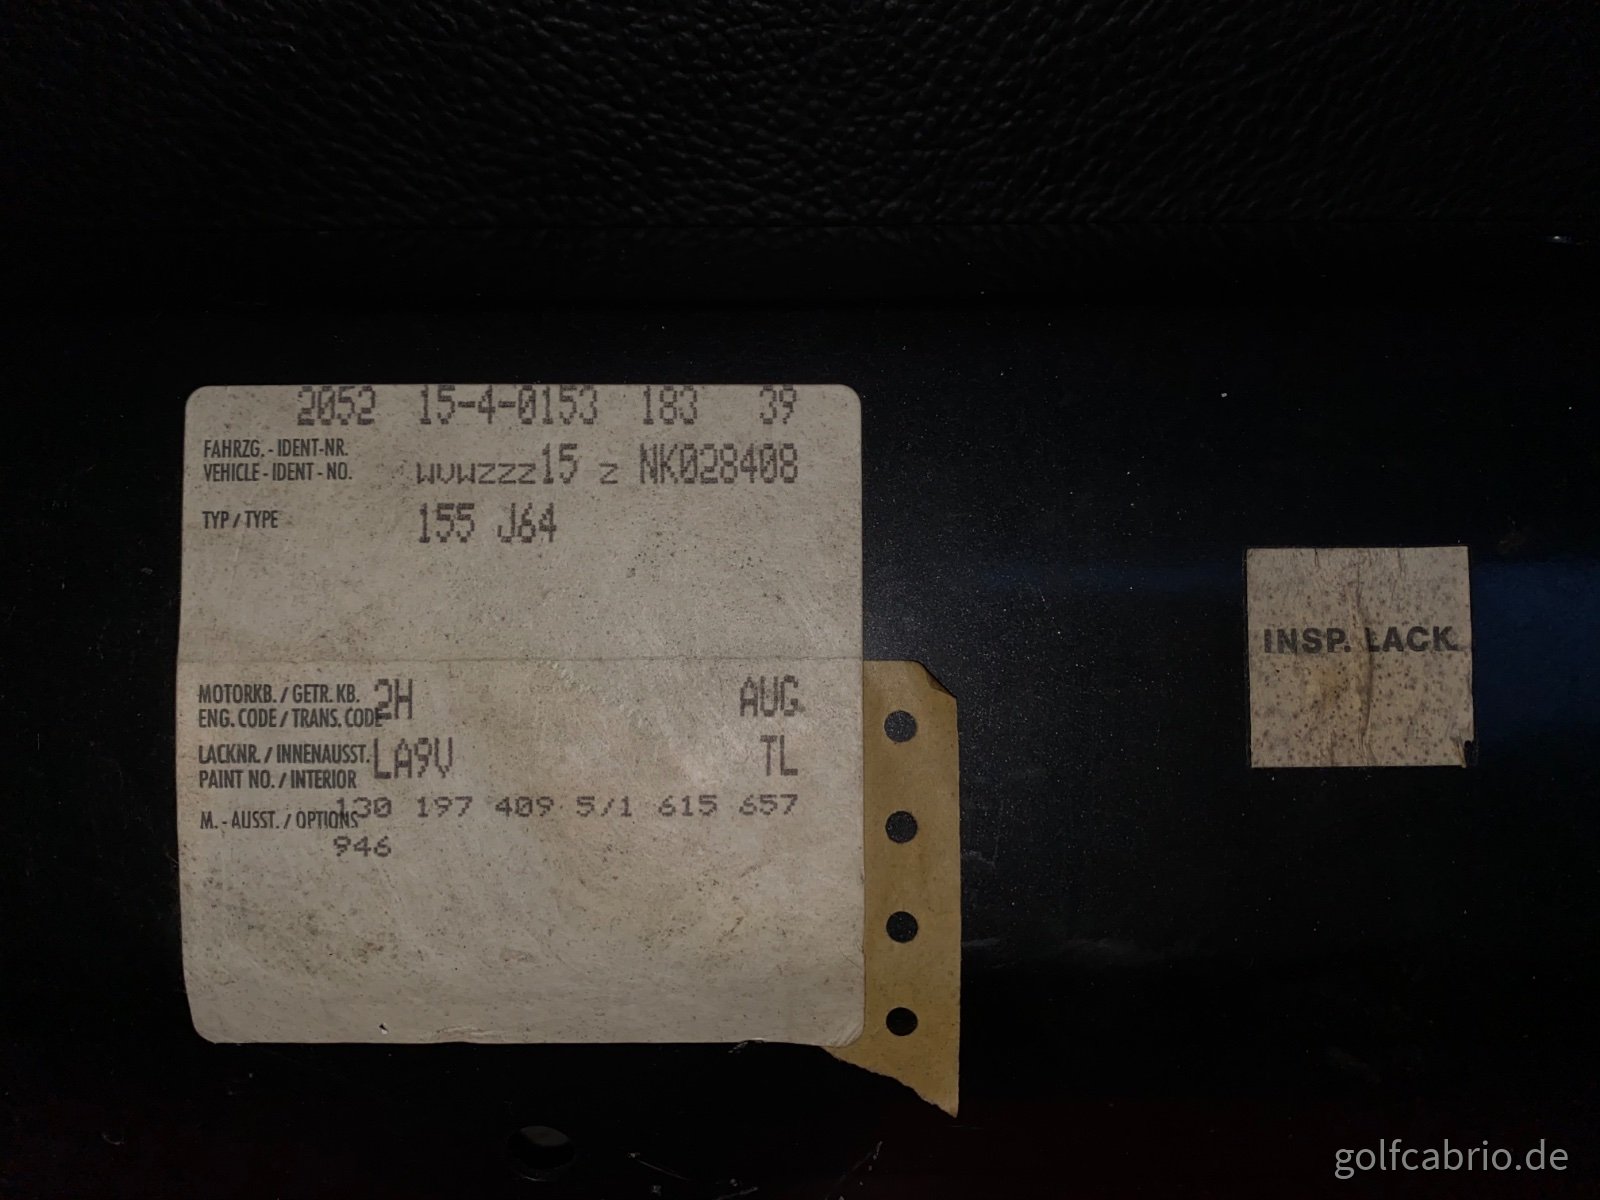 2052 15-4-0153 183 39
FAHRZG. - IDENT-NR.
VEHICLE - IDENT - NO. WVWZZZ15 Z NK028408
TYP / TYPE 155 J64
MOTORKB. / GETR. KB. 2H AUG
ENG. CODE / TRANS. CODE
LACKNR. / INNENAUSST. LA9V TL
PAINT NO. / INTERIOR
M. - AUSST. / OPTIONS 130 197 409 5/1 615 657
946
INSP. LACK
golfcabrio.de